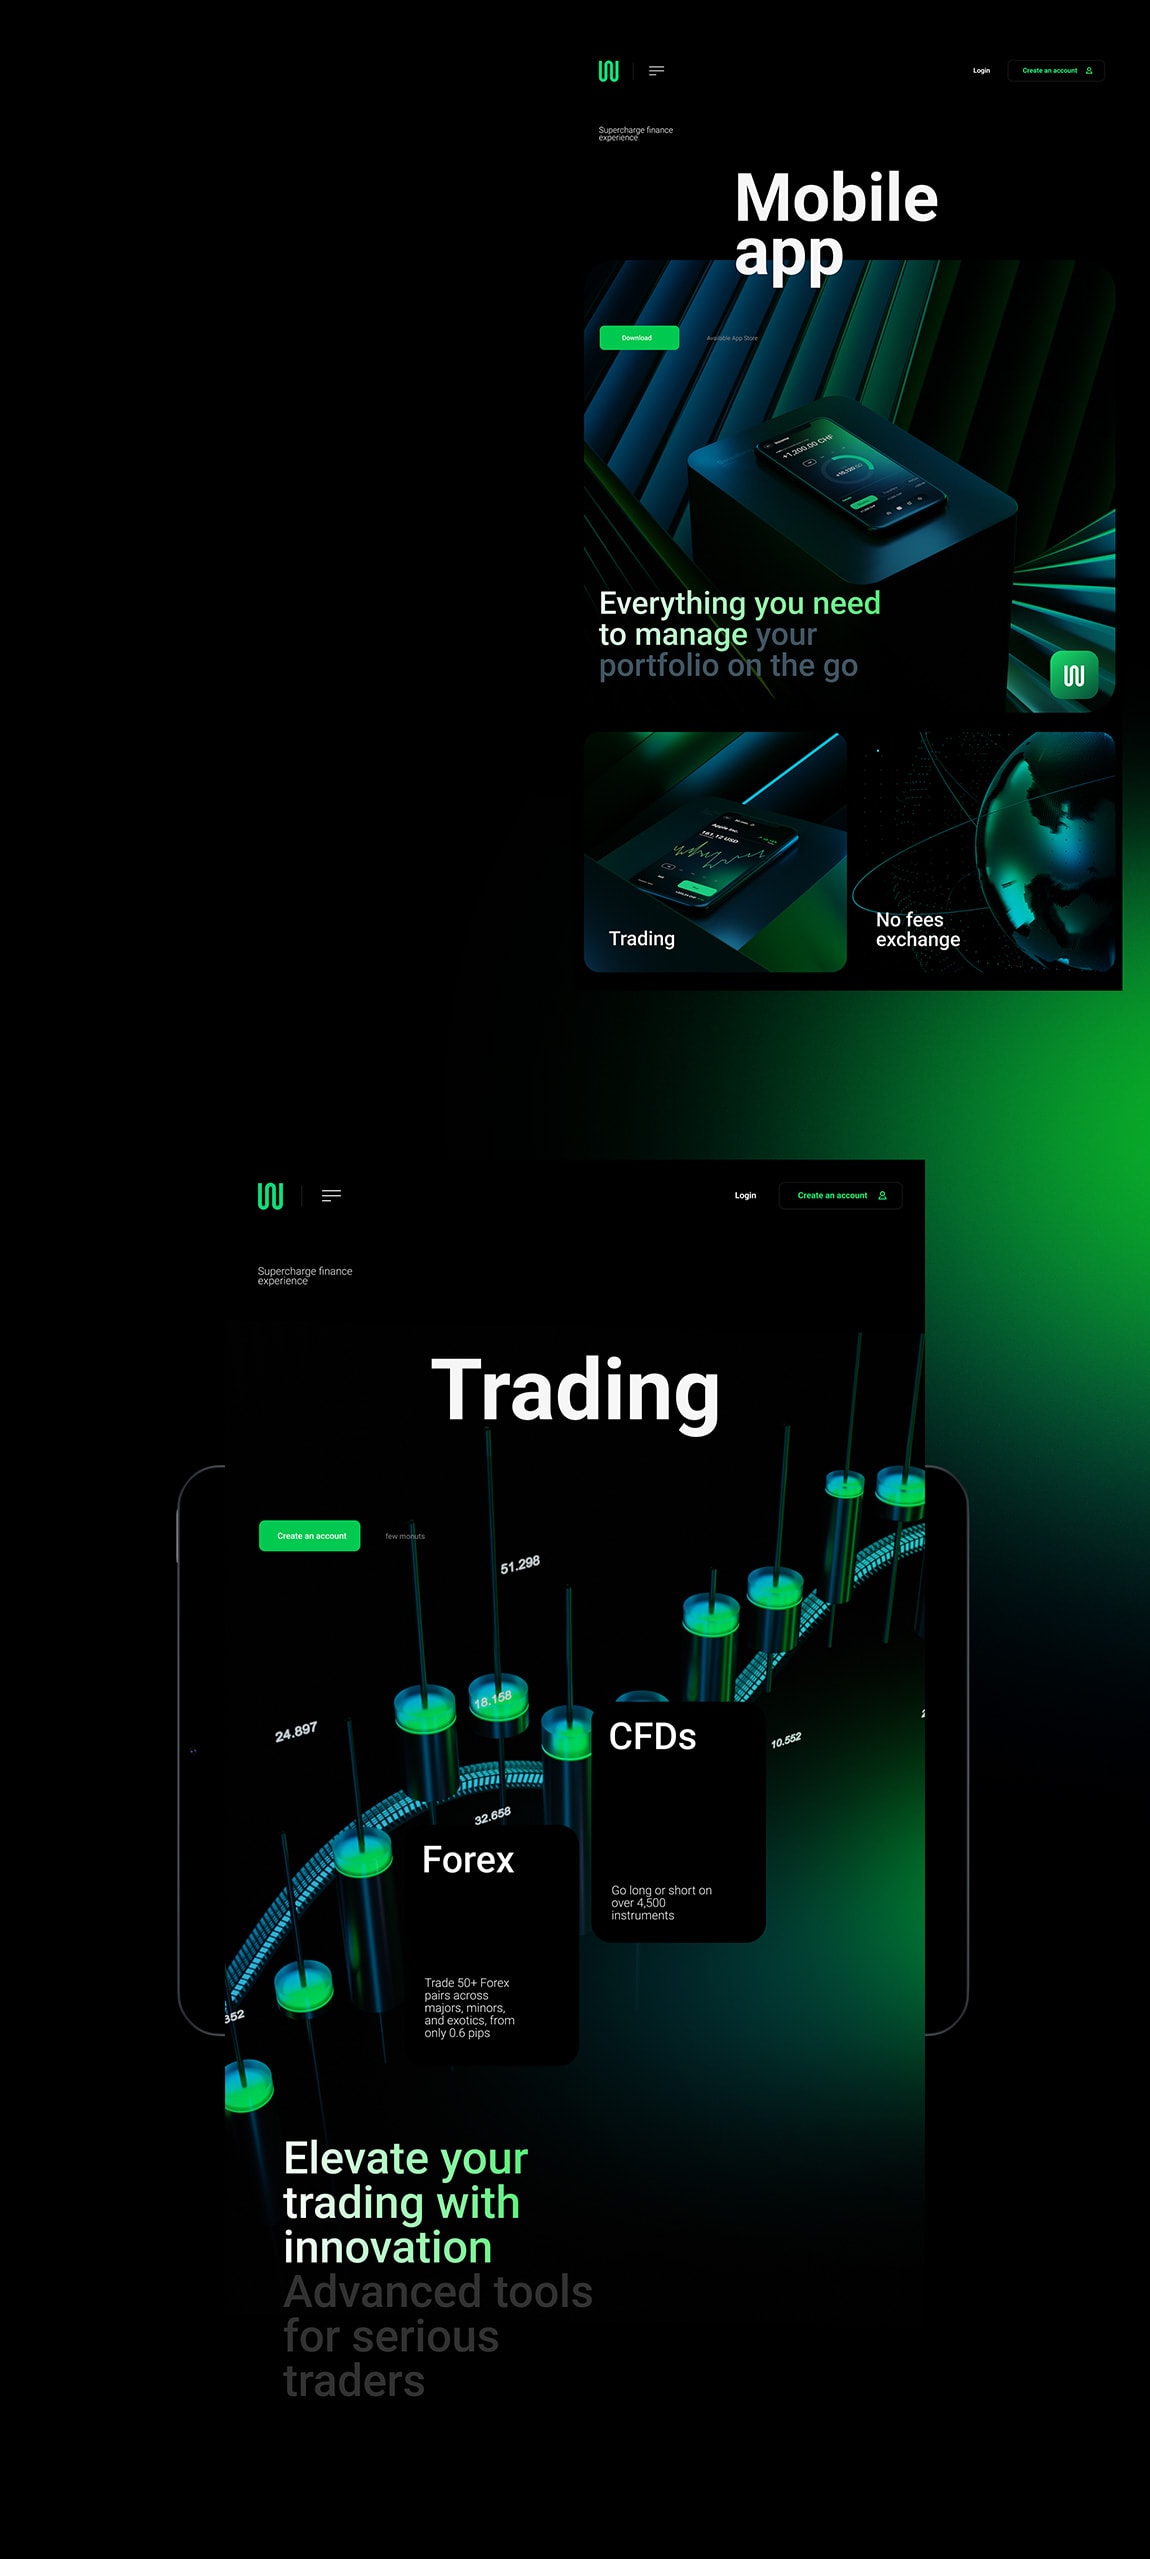 Login
Create an account
Supercharge finance
experience
Mobile
app
Download
Available App Store
+1,200.00 CHF
Everything you need
to manage your
portfolio on the go
Apple Inc.
161.12 USD
Trading
No fees
exchange
Login
Create an account
Supercharge finance
experience
Trading
Create an account
few monuts
51.298
18.158
24.897
32.658
10.552
CFDs
Go long or short on
over 4,500
instruments
Forex
Trade 50+ Forex
pairs across
majors, minors,
and exotics, from
only 0.6 pips
352
Elevate your
trading with
innovation
Advanced tools
for serious
traders